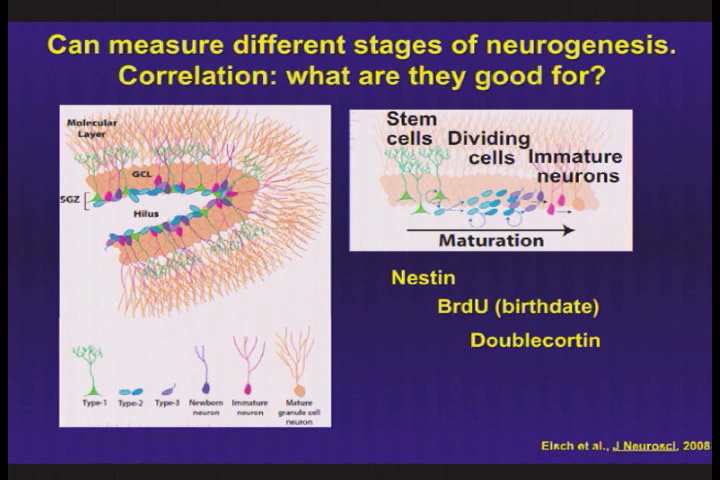 Can measure different stages of neurogenesis.
Correlation: what are they good for?
Molecular
Layer
GCL
SGZ
Hilus
Type-1
Type-2
Type-3
Newborn
neuron
Immature
neuron
Mature
granule cell
neuron
Stem
cells
Dividing
cells
Immature
neurons
Maturation
Nestin
BrdU (birthdate)
Doublecortin
Eisch et al., J Neurosci, 2008